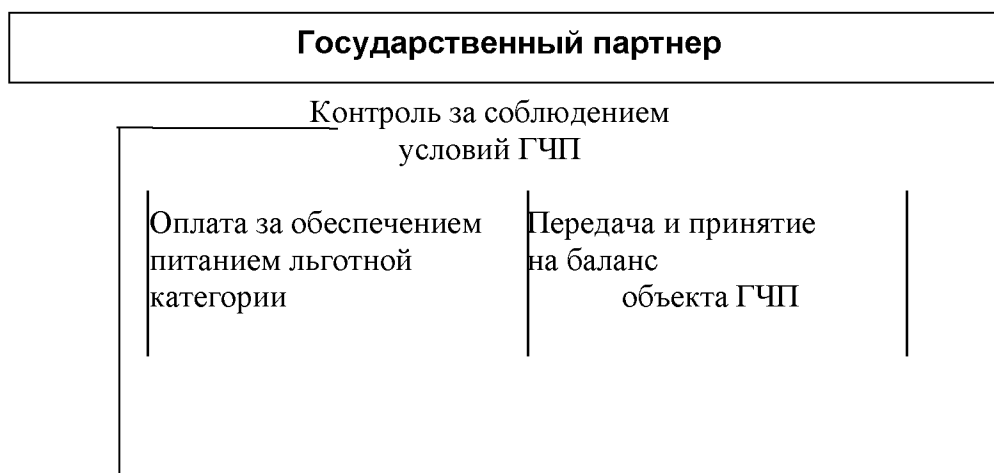 Государственный партнер
Контроль за соблюдением
условий ГЧП
Оплата за обеспечением
питанием льготной
категории
Передача и принятие
на баланс
объекта ГЧП